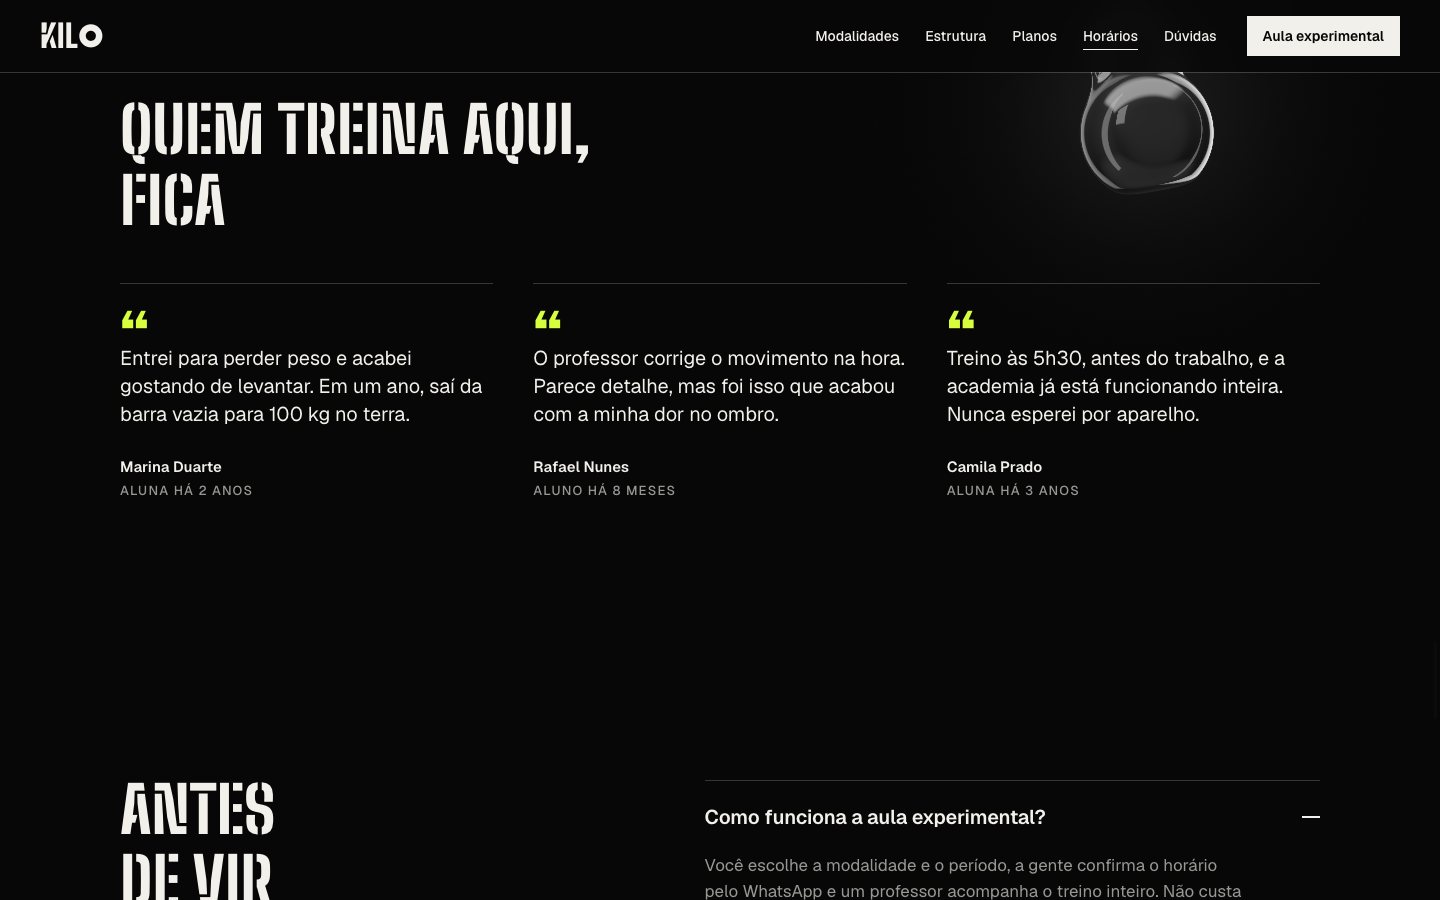 KILO
Modalidades
Estrutura
Planos
Horários
Dúvidas
Aula experimental
QUEM TREINA AQUI,
FICA
“
Entrei para perder peso e acabei
gostando de levantar. Em um ano, saí da
barra vazia para 100 kg no terra.
Marina Duarte
ALUNA HÁ 2 ANOS
“
O professor corrige o movimento na hora.
Parece detalhe, mas foi isso que acabou
com a minha dor no ombro.
Rafael Nunes
ALUNO HÁ 8 MESES
“
Treino às 5h30, antes do trabalho, e a
academia já está funcionando inteira.
Nunca esperei por aparelho.
Camila Prado
ALUNA HÁ 3 ANOS
ANTES
DE VIR
Como funciona a aula experimental?
Você escolhe a modalidade e o período, a gente confirma o horário
pelo WhatsApp e um professor acompanha o treino inteiro. Não custa